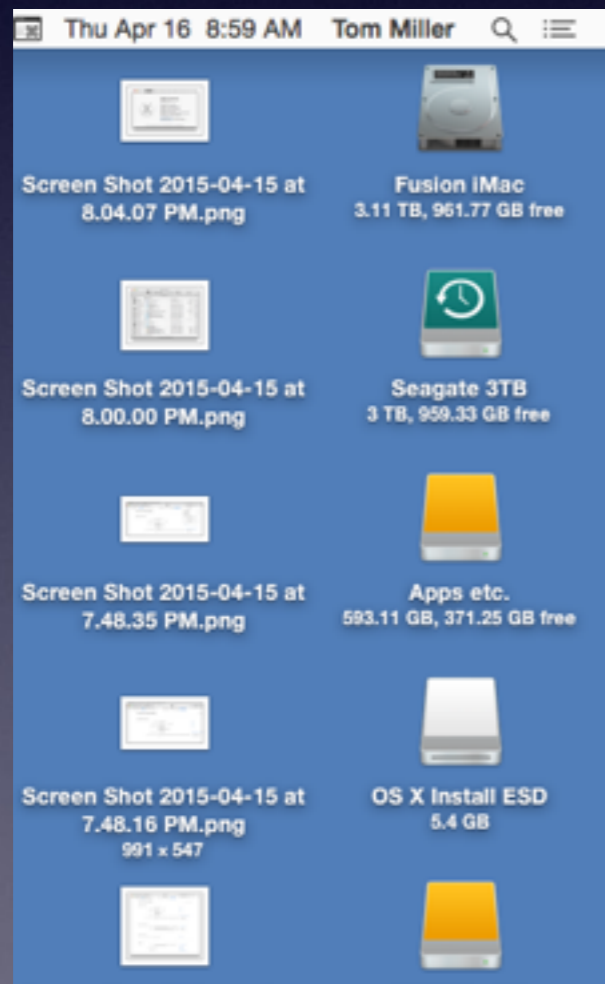 Thu Apr 16 8:59 AM Tom Miller
Screen Shot 2015-04-15 at
8.04.07 PM.png
Fusion iMac
3.11 TB, 961.77 GB free
Screen Shot 2015-04-15 at
8.00.00 PM.png
Seagate 3TB
3 TB, 959.33 GB free
Screen Shot 2015-04-15 at
7.48.35 PM.png
Apps etc.
593.11 GB, 371.25 GB free
Screen Shot 2015-04-15 at
7.48.16 PM.png
991 × 547
OS X Install ESD
5.4 GB